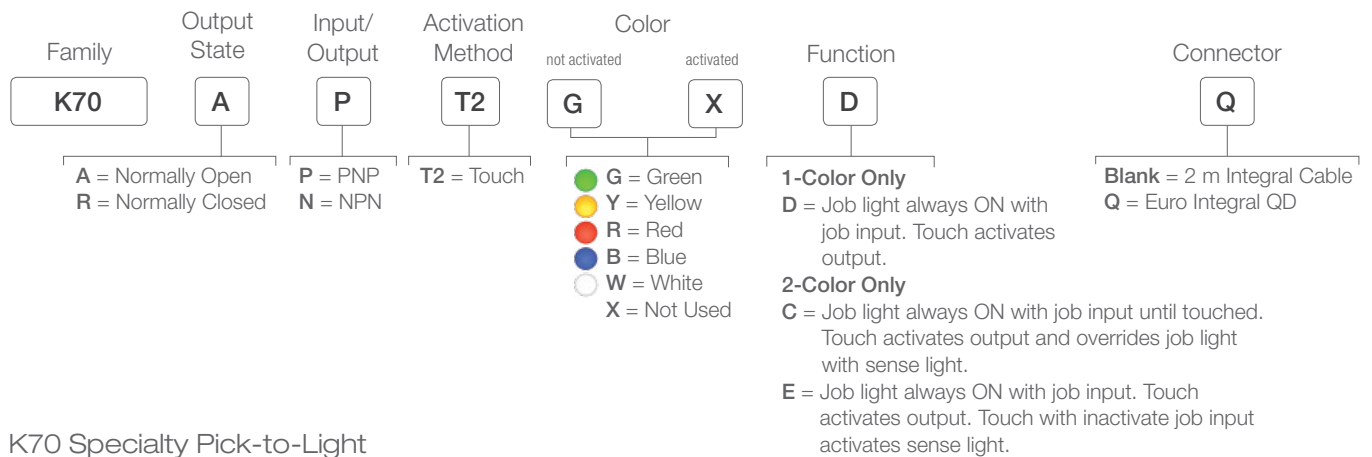 Family
Output
State
Input/
Output
Activation
Method
Color
not activated
activated
Function
Connector
K70
A
P
T2
G
X
D
Q
A = Normally Open
R = Normally Closed
P = PNP
N = NPN
T2 = Touch
G = Green
Y = Yellow
R = Red
B = Blue
W = White
X = Not Used
1-Color Only
D = Job light always ON with
job input. Touch activates
output.
2-Color Only
C = Job light always ON with job input until touched.
Touch activates output and overrides job light
with sense light.
E = Job light always ON with job input. Touch
activates output. Touch with inactivate job input
activates sense light.
Blank = 2 m Integral Cable
Q = Euro Integral QD
K70 Specialty Pick-to-Light